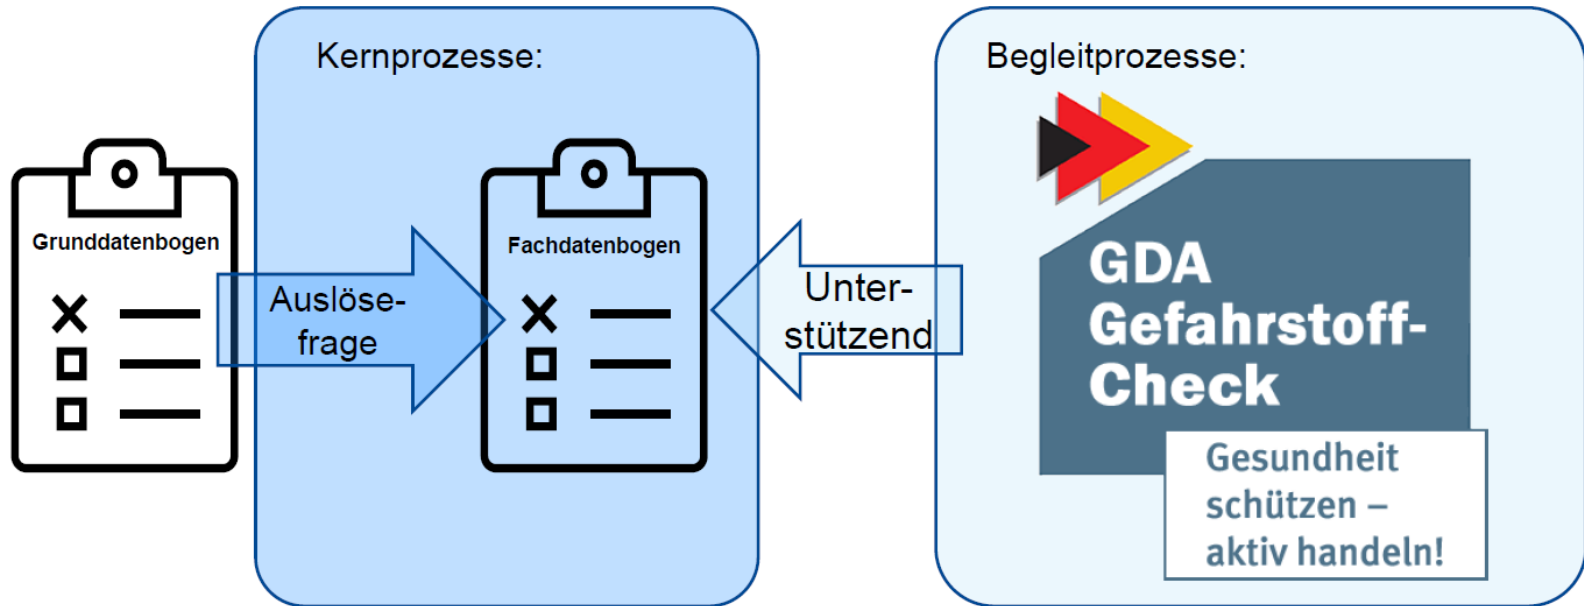 Kernprozesse:
Begleitprozesse:
Grunddatenbogen
Auslöse-
frage
Fachdatenbogen
Unter-
stützend
GDA
Gefahrstoff-
Check
Gesundheit
schützen –
aktiv handeln!